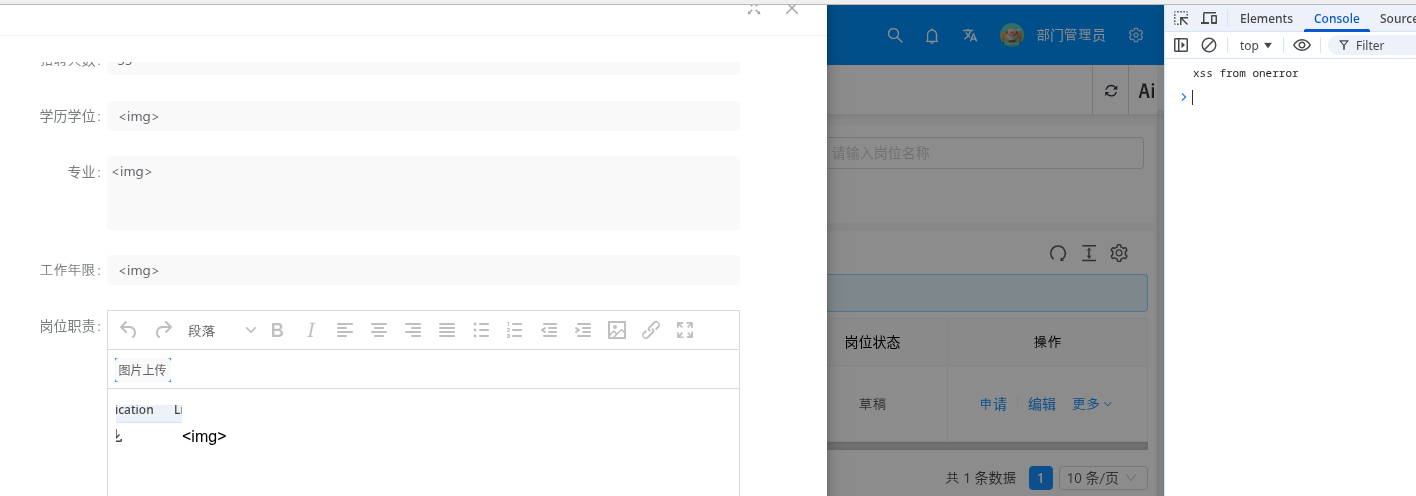 学历学位:
<img>
专业:
<img>
工作年限:
<img>
岗位职责:
段落
B
I
图片上传
ication
<img>
部门管理员
Ai
请输入岗位名称
岗位状态
操作
草稿
申请
编辑
更多
共 1 条数据
1
10 条/页
Elements
Console
top
Filter
xss from onerror